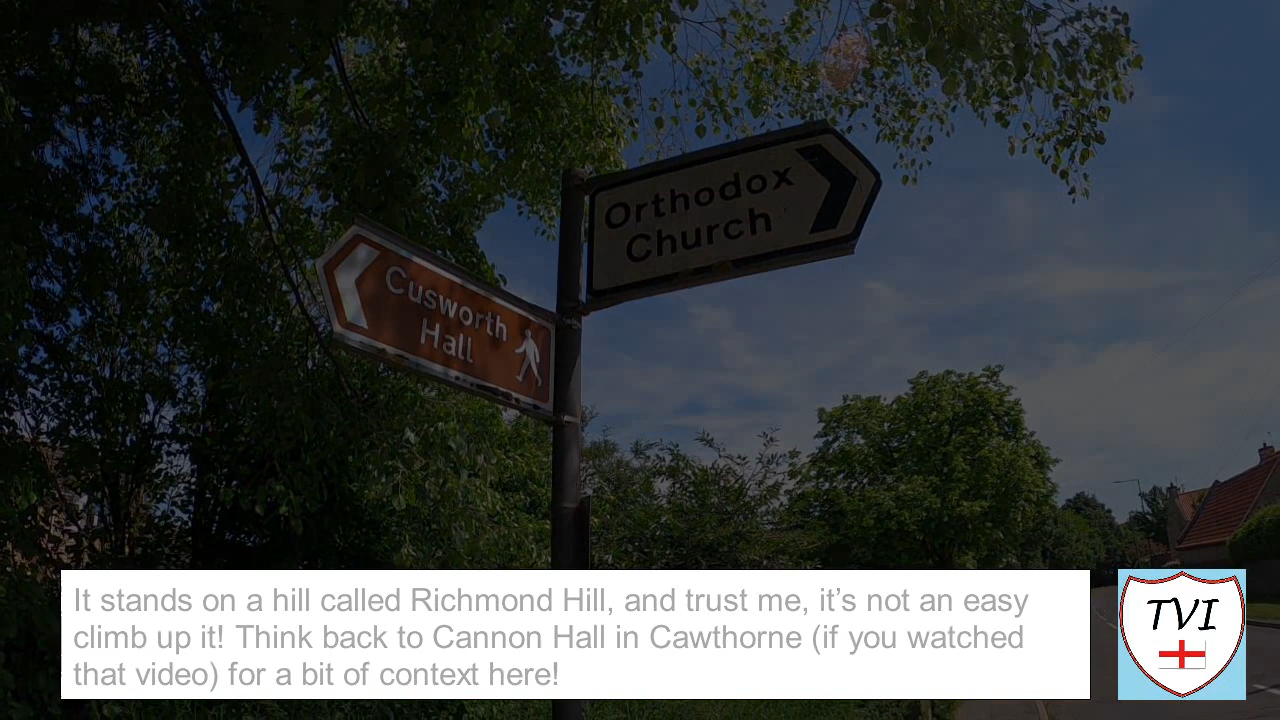 Orthodox
Church
Cusworth
Hall
It stands on a hill called Richmond Hill, and trust me, it’s not an easy
climb up it! Think back to Cannon Hall in Cawthorne (if you watched
that video) for a bit of context here!
TVI